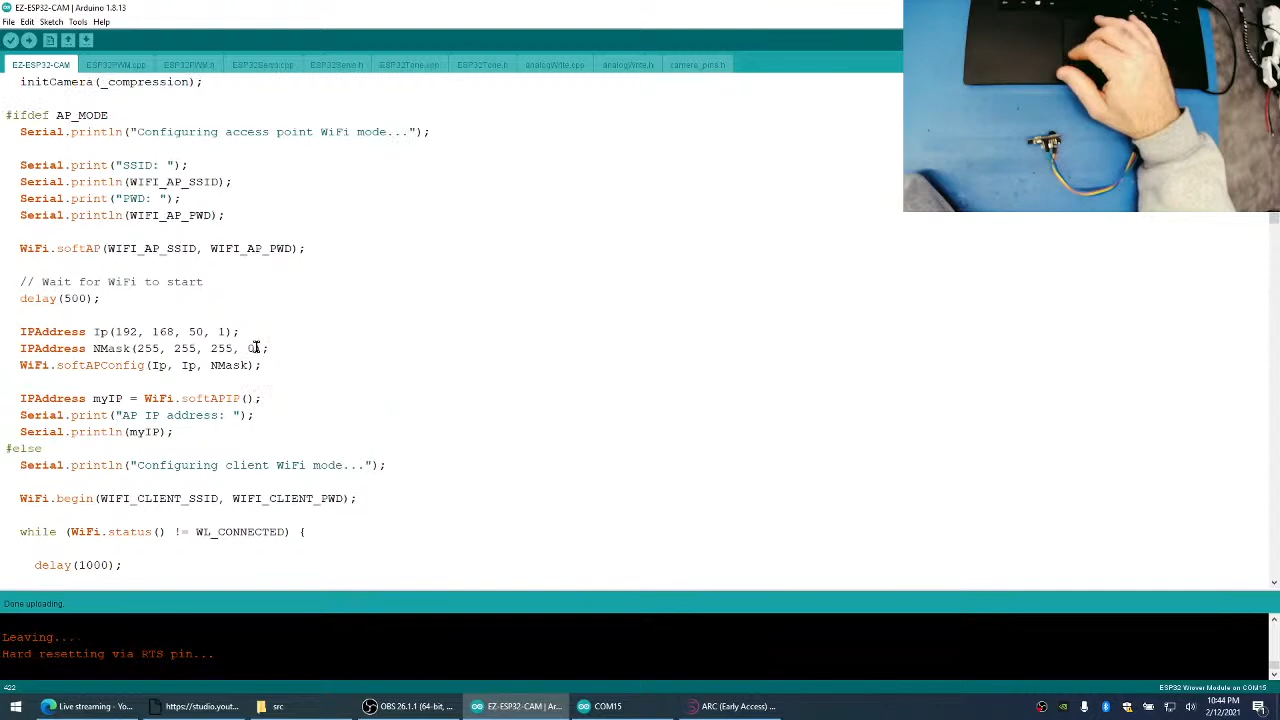 EZ-ESP32-CAM | Arduino 1.8.13
File Edit Sketch Tools Help
EZ-ESP32-CAM ESP32PWM.cpp ESP32PWM.h ESP32Servo.cpp ESP32Servo.h ESP32Tone.cpp ESP32Tone.h analogWrite.cpp analogWrite.h camera_pins.h
initCamera(_compression);
#ifdef AP_MODE
Serial.println("Configuring access point WiFi mode...");
Serial.print("SSID: ");
Serial.println(WIFI_AP_SSID);
Serial.print("PWD: ");
Serial.println(WIFI_AP_PWD);
WiFi.softAP(WIFI_AP_SSID, WIFI_AP_PWD);
// Wait for WiFi to start
delay(500);
IPAddress Ip(192, 168, 50, 1);
IPAddress NMask(255, 255, 255, 0);
WiFi.softAPConfig(Ip, Ip, NMask);
IPAddress myIP = WiFi.softAPIP();
Serial.print("AP IP address: ");
Serial.println(myIP);
#else
Serial.println("Configuring client WiFi mode...");
WiFi.begin(WIFI_CLIENT_SSID, WIFI_CLIENT_PWD);
while (WiFi.status() != WL_CONNECTED) {
delay(1000);
Done uploading.
Leaving...
Hard resetting via RTS pin...
422 ESP32 Wrover Module on COM15
Live streaming - Yo... https://studio.yout... src OBS 26.1.1 (64-bit, ... EZ-ESP32-CAM | Ar... COM15 ARC (Early Access) ... 10:44 PM
2/12/2021